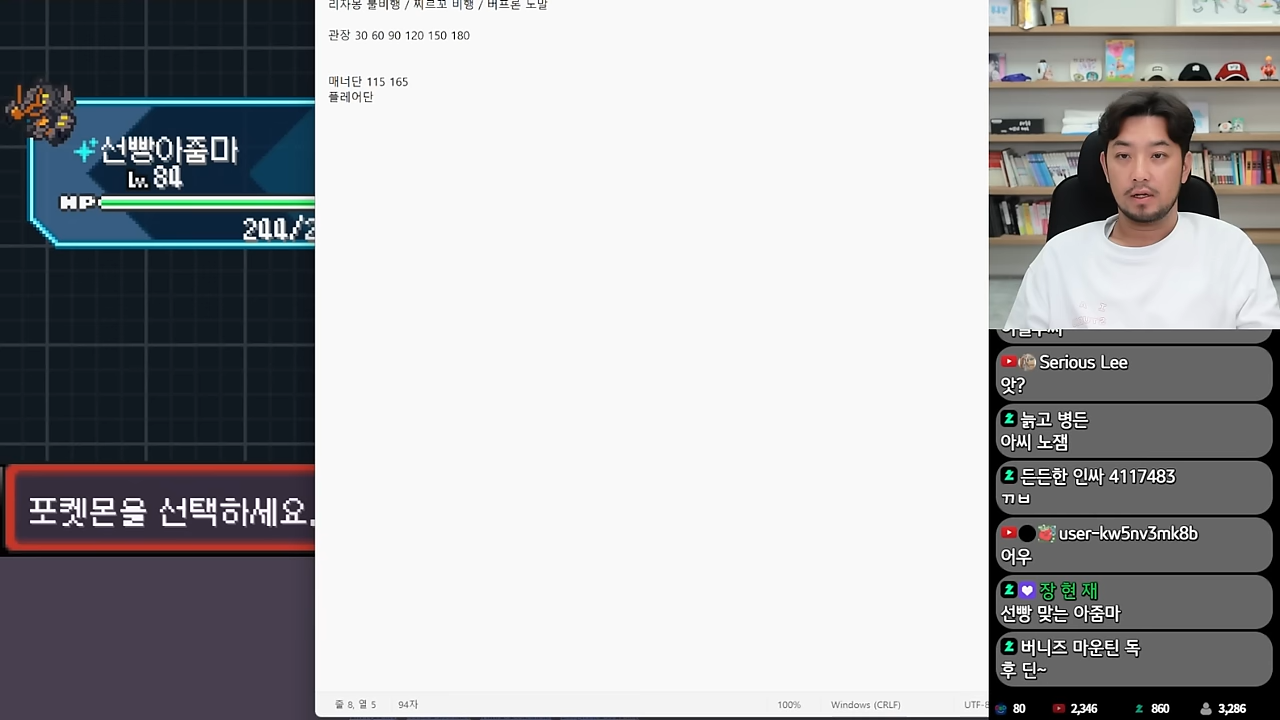 리자몽 불비행 / 찌르꼬 비행 / 버프론 노말
관장 30 60 90 120 150 180
매너단 115 165
플레어단
선빵아줌마
Lv. 84
HP
244/2
포켓몬을 선택하세요.
줄 8, 열 5
94자
100%
Windows (CRLF)
UTF-8
Serious Lee
앗?
늙고 병든
아씨 노잼
든든한 인싸 4117483
ㄲㅂ
user-kw5nv3mk8b
어우
장 현 재
선빵 맞는 아줌마
버니즈 마운틴 독
후 딘~
80
2,346
860
3,286